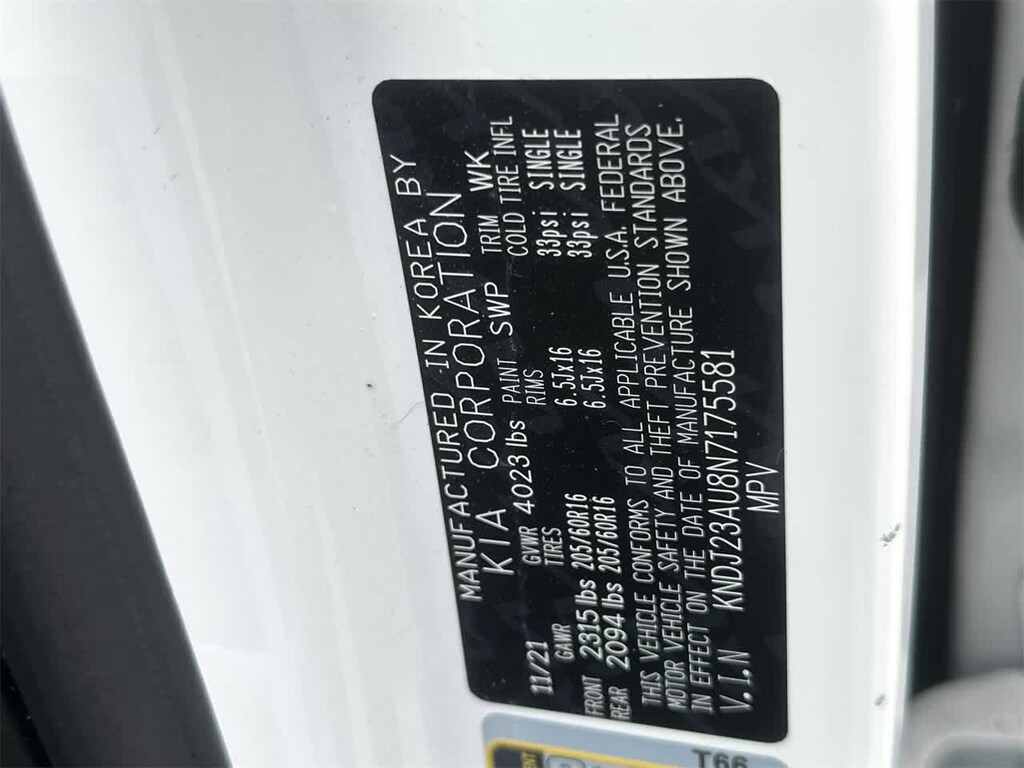 MANUFACTURED IN KOREA BY
KIA CORPORATION
11/21 GVWR 4023 lbs PAINT SWP TRIM WK
GAWR TIRES RIMS COLD TIRE INFL
FRONT 2315 lbs 205/60R16 6.5Jx16 33psi SINGLE
REAR 2094 lbs 205/60R16 6.5Jx16 33psi SINGLE
THIS VEHICLE CONFORMS TO ALL APPLICABLE U.S.A. FEDERAL
MOTOR VEHICLE SAFETY AND THEFT PREVENTION STANDARDS
IN EFFECT ON THE DATE OF MANUFACTURE SHOWN ABOVE.
V.I.N KNDJ23AU8N7175581
MPV
T66